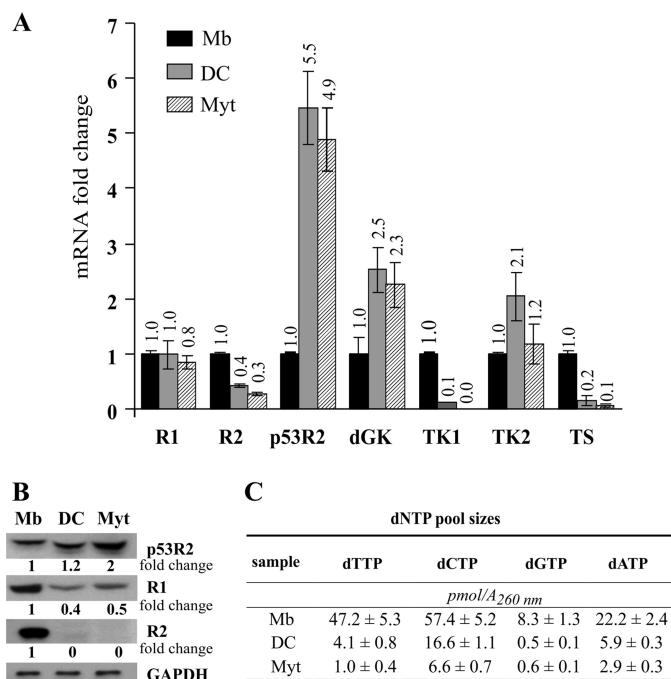 A
7
6
5
4
3
2
1
0
mRNA fold change
Mb
DC
Myt
1.0 1.0 0.8
1.0 0.4 0.3
1.0 5.5 4.9
1.0 2.5 2.3
1.0 0.1 0.0
1.0 2.1 1.2
1.0 0.2 0.1
R1 R2 p53R2 dGK TK1 TK2 TS
B
Mb DC Myt
p53R2
1 1.2 2 fold change
R1
1 0.4 0.5 fold change
R2
fold change
1 0 0
GAPDH
C
dNTP pool sizes
sample dTTP dCTP dGTP dATP
pmol/A260 nm
Mb 47.2 ± 5.3 57.4 ± 5.2 8.3 ± 1.3 22.2 ± 2.4
DC 4.1 ± 0.8 16.6 ± 1.1 0.5 ± 0.1 5.9 ± 0.3
Myt 1.0 ± 0.4 6.6 ± 0.7 0.6 ± 0.1 2.9 ± 0.3